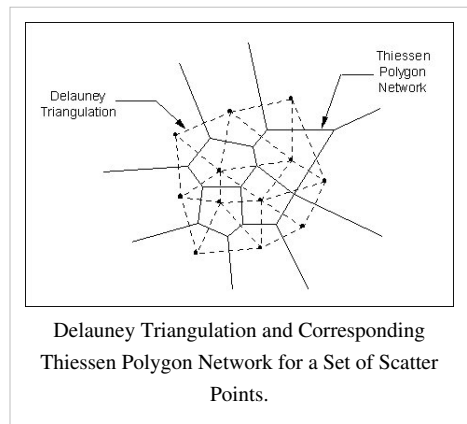 Delauney
Triangulation
Thiessen
Polygon
Network
Delauney Triangulation and Corresponding
Thiessen Polygon Network for a Set of Scatter
Points.